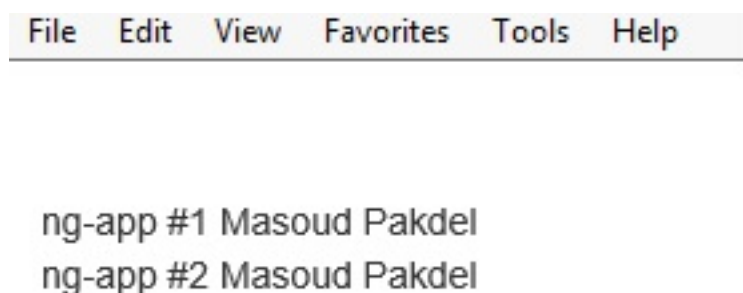 File Edit View Favorites Tools Help
ng-app #1 Masoud Pakdel
ng-app #2 Masoud Pakdel